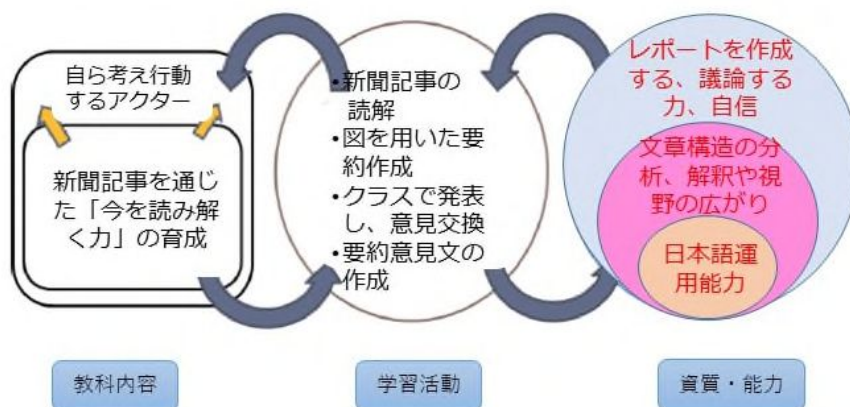 自ら考え行動
するアクター
新聞記事を通じ
た「今を読み解
く力」の育成
•新聞記事の
読解
•図を用いた要
約作成
•クラスで発表
し、意見交換
•要約意見文の
作成
レポートを作成
する、議論する
力、自信
文章構造の分
析、解釈や視
野の広がり
日本語運
用能力
教科内容
学習活動
資質・能力